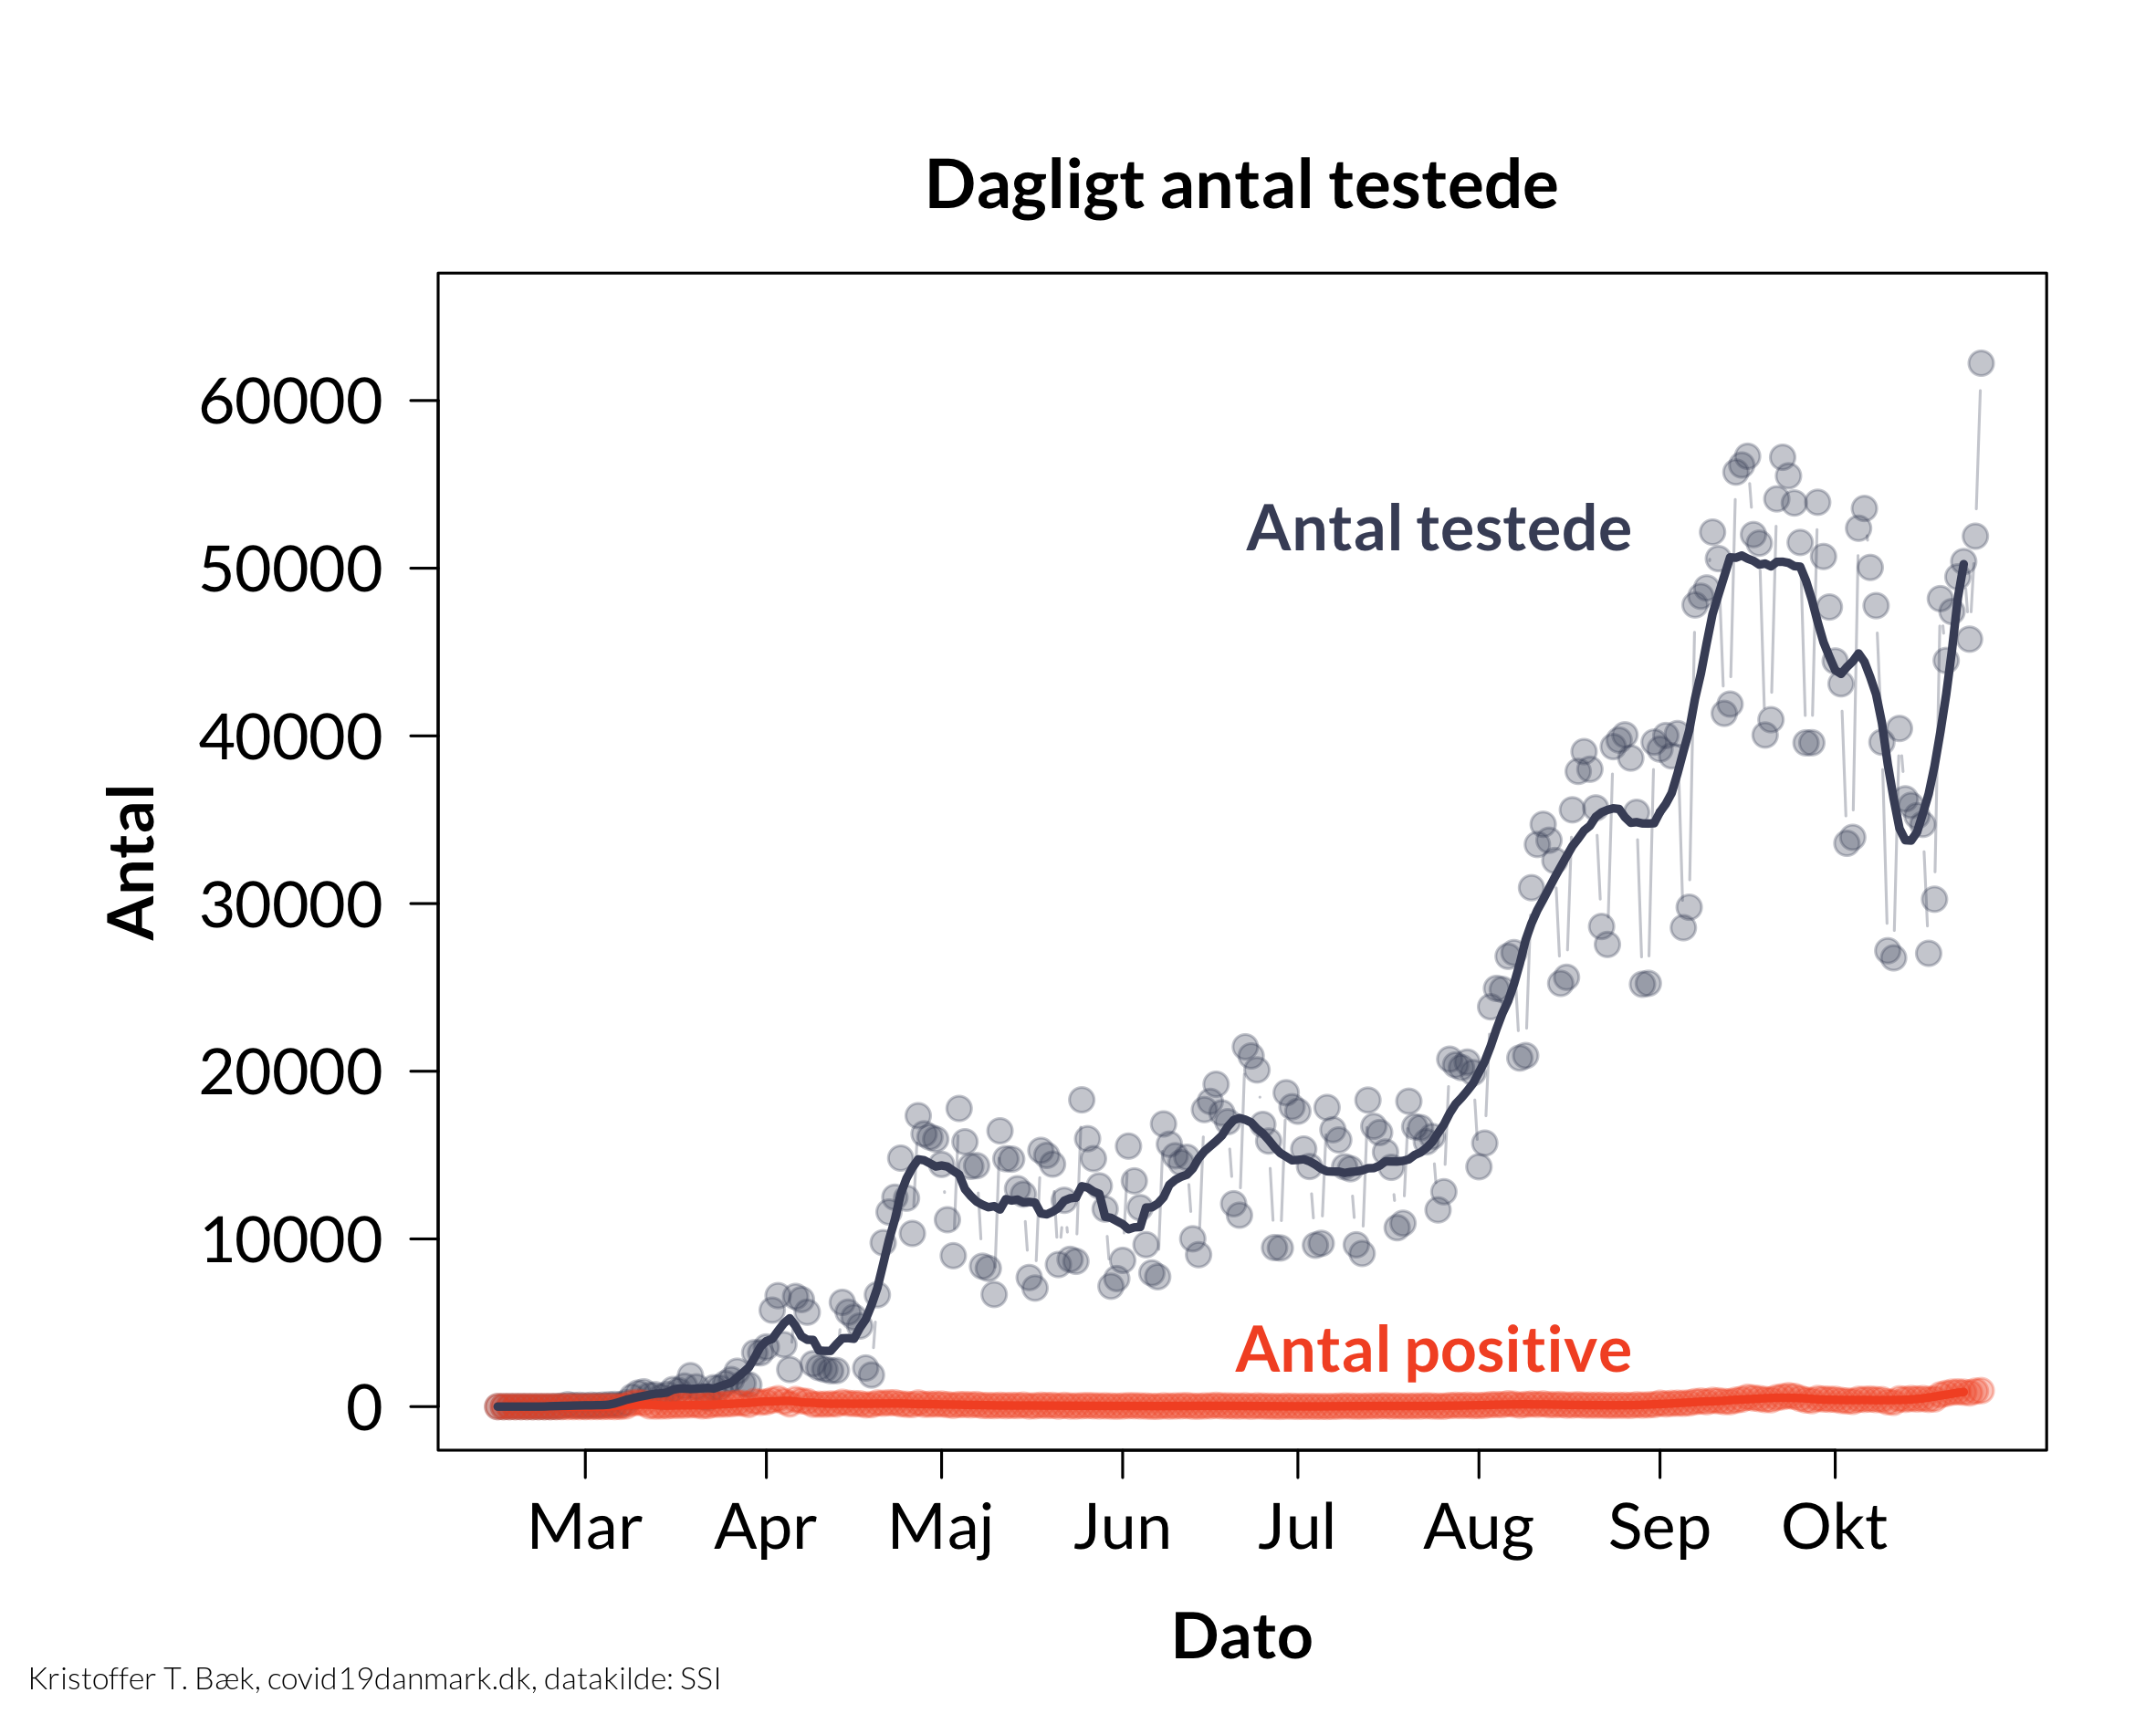 Dagligt antal testede
Antal testede
Antal positive
Antal
60000
50000
40000
30000
20000
10000
0
Mar Apr Maj Jun Jul Aug Sep Okt
Dato
Kristoffer T. Bæk, covid19danmark.dk, datakilde: SSI